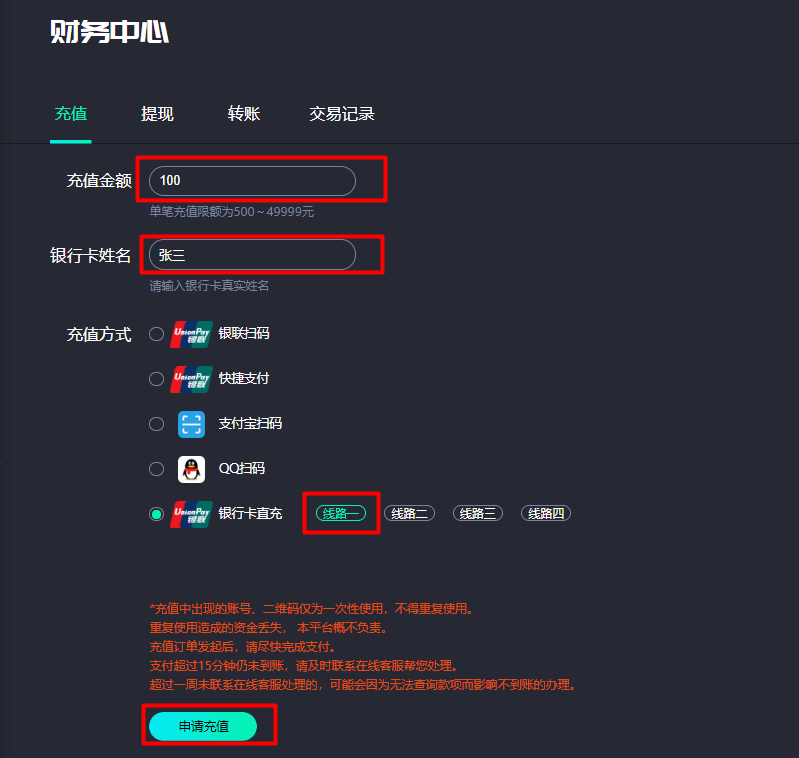 财务中心
充值 提现 转账 交易记录
充值金额 100
单笔充值限额为500～49999元
银行卡姓名 张三
请输入银行卡真实姓名
充值方式 UnionPay 银联 银联扫码
UnionPay 银联 快捷支付
支付宝扫码
QQ扫码
UnionPay 银联 银行卡直充 线路一 线路二 线路三 线路四
*充值中出现的账号、二维码仅为一次性使用，不得重复使用。
重复使用造成的资金丢失， 本平台概不负责。
充值订单发起后，请尽快完成支付。
支付超过15分钟仍未到账，请及时联系在线客服帮您处理。
超过一周未联系在线客服处理的，可能会因为无法查询款项而影响不到账的办理。
申请充值